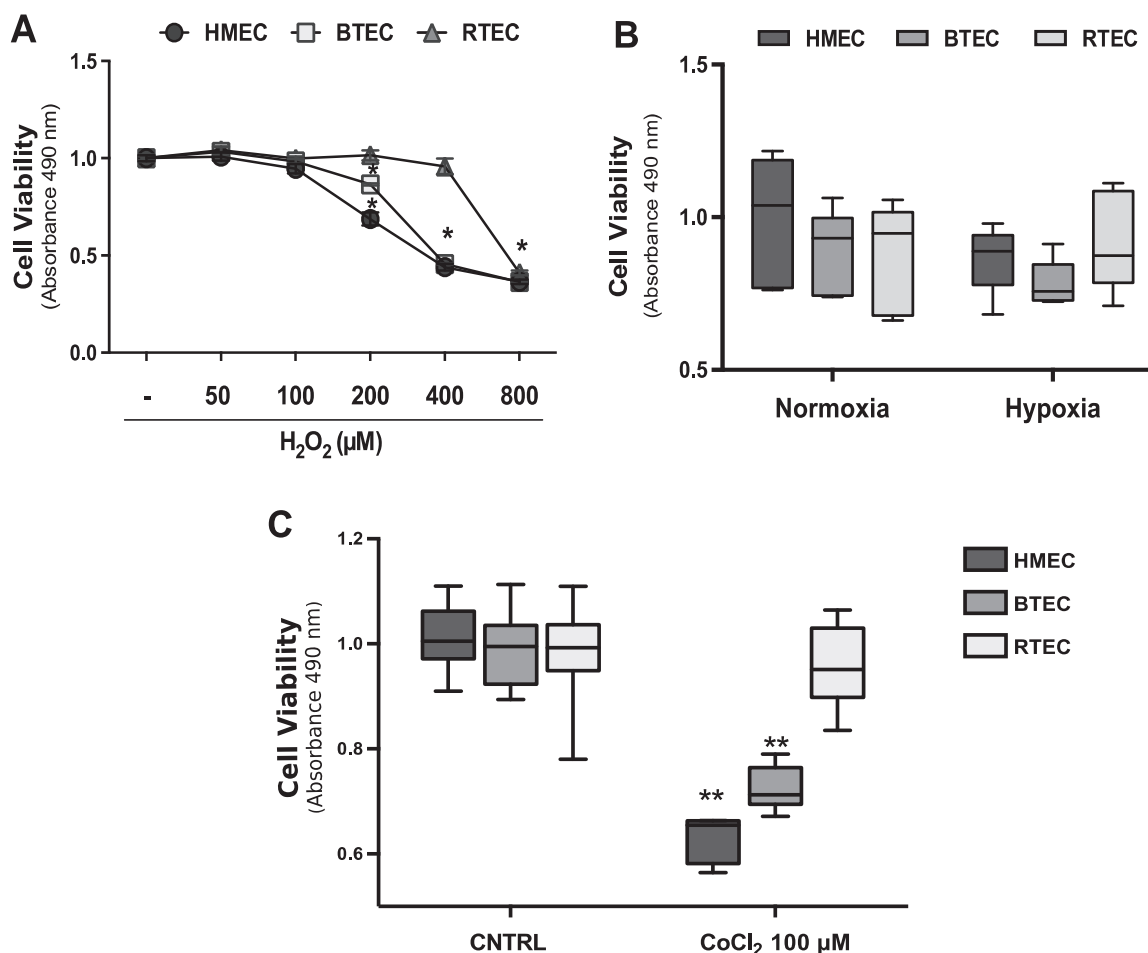 A
HMEC BTEC RTEC
Cell Viability
(Absorbance 490 nm)
1.5
1.0
0.5
0.0
*
*
*
*
- 50 100 200 400 800
H₂O₂ (µM)
B
HMEC BTEC RTEC
Cell Viability
(Absorbance 490 nm)
1.5
1.0
0.5
Normoxia Hypoxia
C
Cell Viability
(Absorbance 490 nm)
1.2
1.0
0.8
0.6
HMEC
BTEC
RTEC
**
**
CNTRL CoCl₂ 100 µM